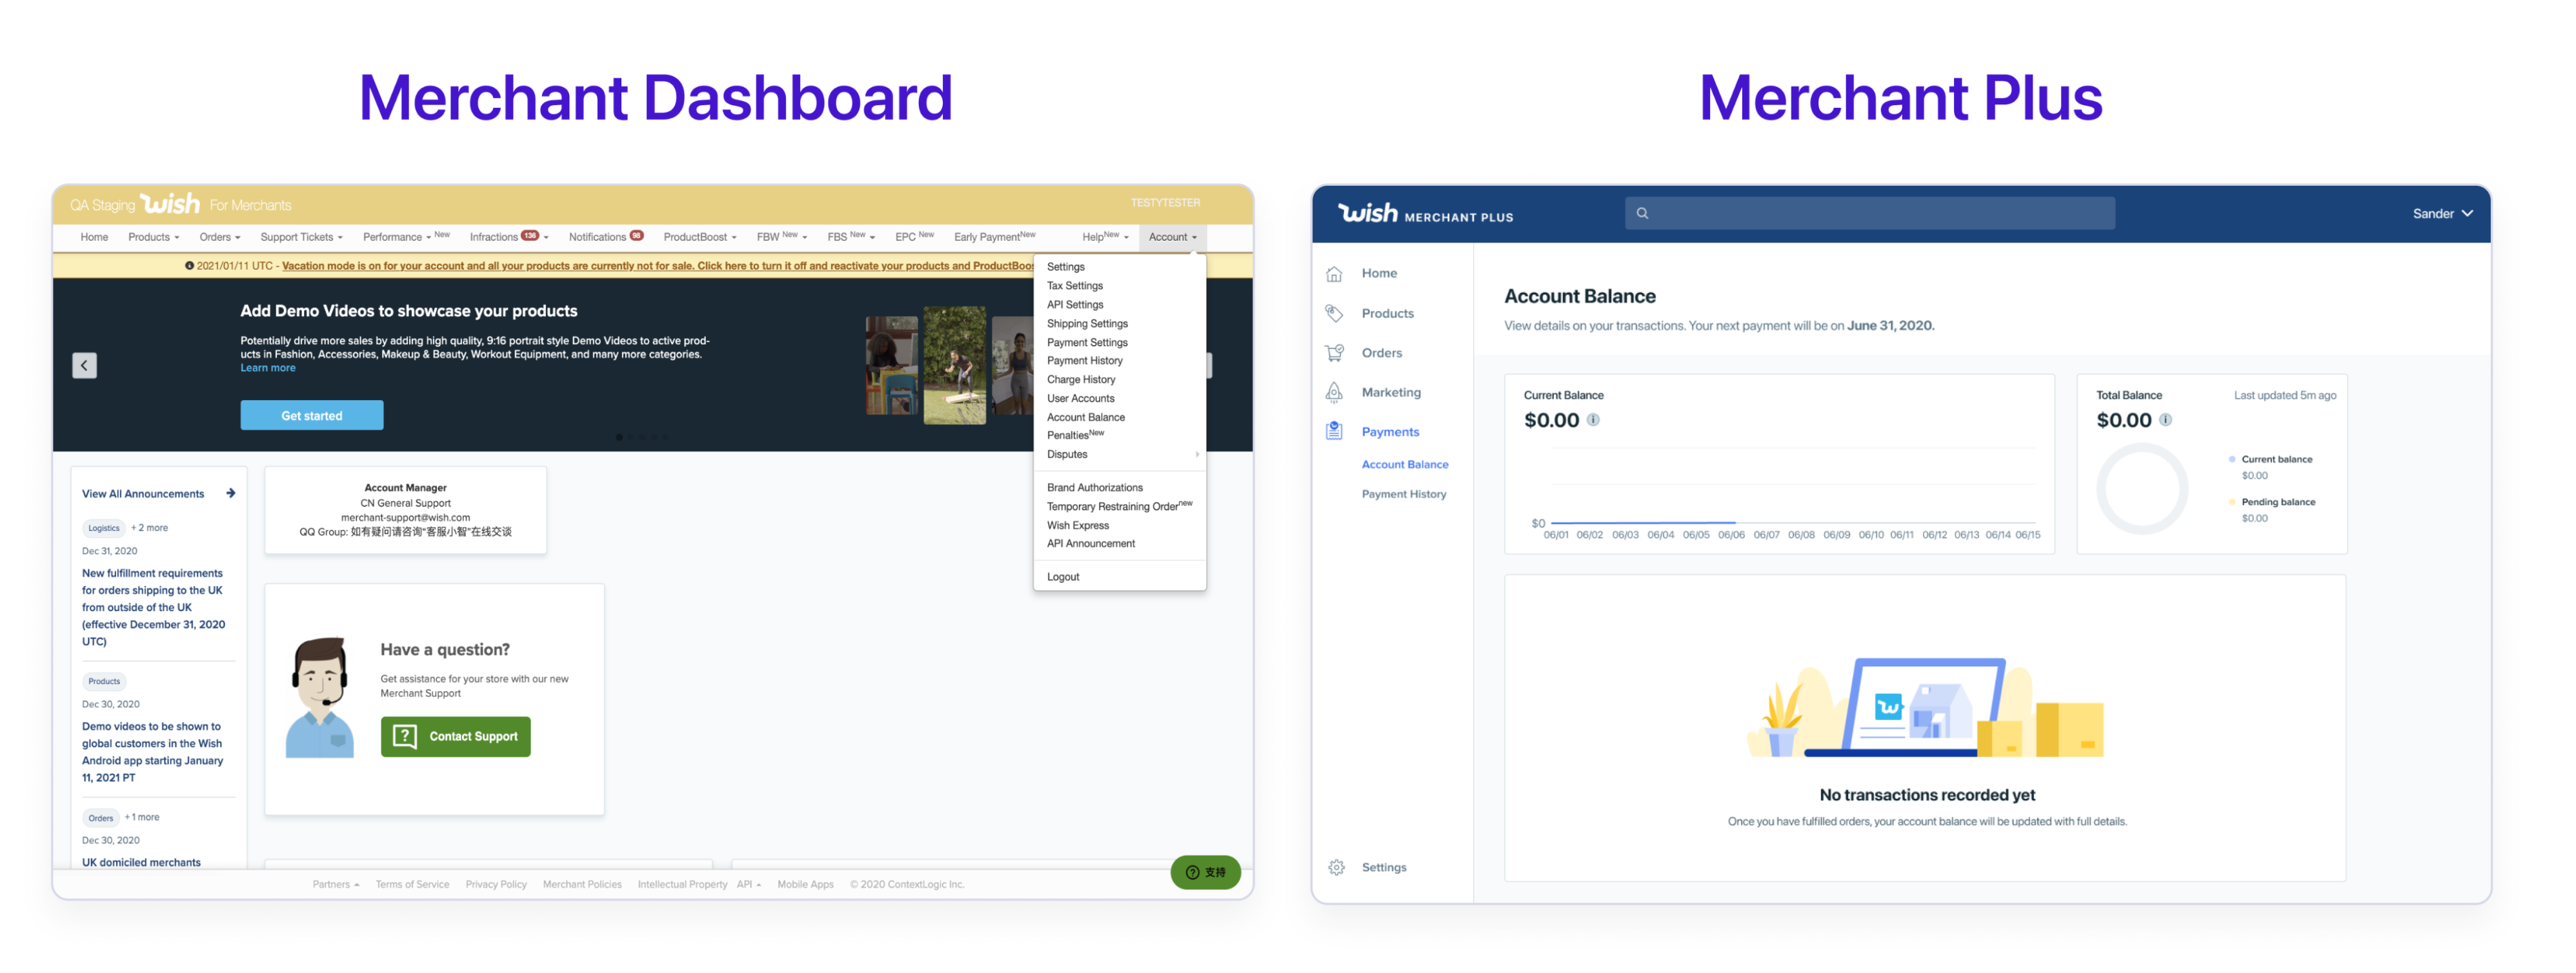 Merchant Dashboard
QA Staging wish For Merchants
TESTYTESTER
Home Products Orders Support Tickets Performance New Infractions 136 Notifications 98 ProductBoost FBW New FBS New EPC New Early Payment New Help New Account
2021/01/11 UTC - Vacation mode is on for your account and all your products are currently not for sale. Click here to turn it off and reactivate your products and ProductBoos
Add Demo Videos to showcase your products
Potentially drive more sales by adding high quality, 9:16 portrait style Demo Videos to active prod-
ucts in Fashion, Accessories, Makeup & Beauty, Workout Equipment, and many more categories.
Learn more
Get started
Settings
Tax Settings
API Settings
Shipping Settings
Payment Settings
Payment History
Charge History
User Accounts
Account Balance
Penalties New
Disputes
Brand Authorizations
Temporary Restraining Order new
Wish Express
API Announcement
Logout
View All Announcements
Logistics + 2 more
Dec 31, 2020
New fulfillment requirements
for orders shipping to the UK
from outside of the UK
(effective December 31, 2020
UTC)
Products
Dec 30, 2020
Demo videos to be shown to
global customers in the Wish
Android app starting January
11, 2021 PT
Orders + 1 more
Dec 30, 2020
UK domiciled merchants
Account Manager
CN General Support
merchant-support@wish.com
QQ Group: 如有疑问请咨询“客服小智”在线交谈
Have a question?
Get assistance for your store with our new
Merchant Support
? Contact Support
? 支持
Partners Terms of Service Privacy Policy Merchant Policies Intellectual Property API Mobile Apps © 2020 ContextLogic Inc.
Merchant Plus
wish MERCHANT PLUS
Sander
Home
Products
Orders
Marketing
Payments
Account Balance
Payment History
Settings
Account Balance
View details on your transactions. Your next payment will be on June 31, 2020.
Current Balance
$0.00
$0
06/01 06/02 06/03 06/04 06/05 06/06 06/07 06/08 06/09 06/10 06/11 06/12 06/13 06/14 06/15
Total Balance Last updated 5m ago
$0.00
Current balance
$0.00
Pending balance
$0.00
w
No transactions recorded yet
Once you have fulfilled orders, your account balance will be updated with full details.